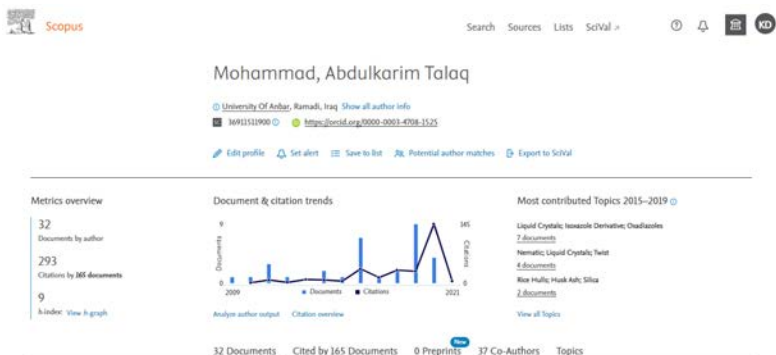 Scopus
Search Sources Lists SciVal
KD
Mohammad, Abdulkarim Talaq
University Of Anbar, Ramadi, Iraq Show all author info
SC 36911511900 iD https://orcid.org/0000-0003-4708-1525
Edit profile Set alert Save to list Potential author matches Export to SciVal
Metrics overview
32
Documents by author
293
Citations by 165 documents
9
h-index: View h-graph
Document & citation trends
9
145
Documents
Citations
0
0
2009
2021
Documents Citations
Analyze author output Citation overview
Most contributed Topics 2015–2019
Liquid Crystals; Isoxazole Derivative; Oxadiazoles
7 documents
Nematic; Liquid Crystals; Twist
4 documents
Rice Hulls; Husk Ash; Silica
2 documents
View all Topics
New
32 Documents Cited by 165 Documents 0 Preprints 37 Co-Authors Topics